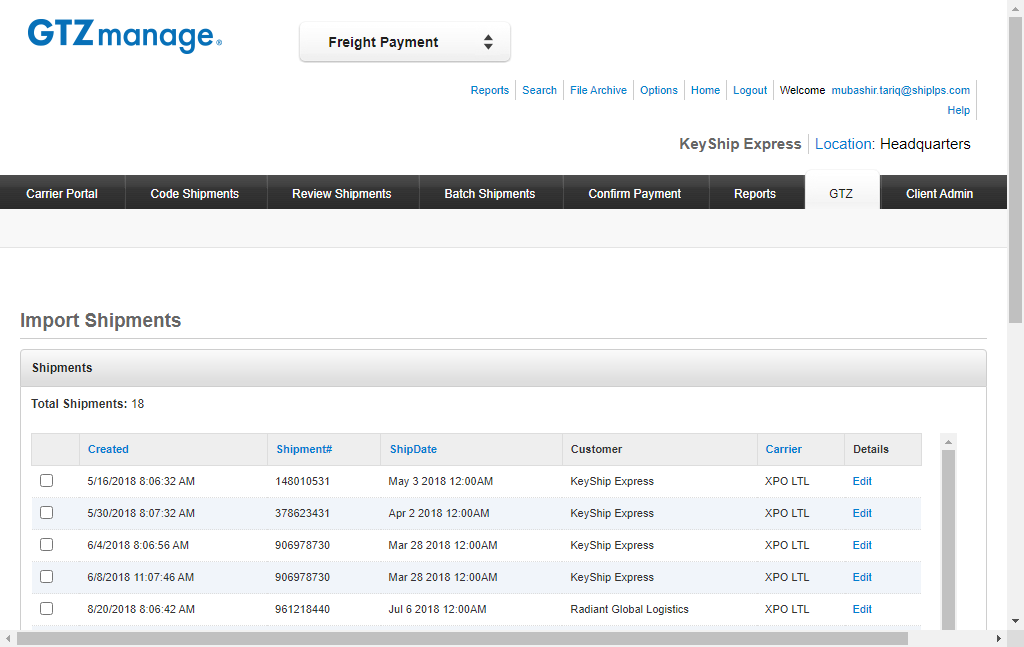 GTZmanage®
Freight Payment
Reports Search File Archive Options Home Logout Welcome mubashir.tariq@shiplps.com
Help
KeyShip Express Location: Headquarters
Carrier Portal Code Shipments Review Shipments Batch Shipments Confirm Payment Reports GTZ Client Admin
Import Shipments
Shipments
Total Shipments: 18
Created Shipment# ShipDate Customer Carrier Details
5/16/2018 8:06:32 AM 148010531 May 3 2018 12:00AM KeyShip Express XPO LTL Edit
5/30/2018 8:07:32 AM 378623431 Apr 2 2018 12:00AM KeyShip Express XPO LTL Edit
6/4/2018 8:06:56 AM 906978730 Mar 28 2018 12:00AM KeyShip Express XPO LTL Edit
6/8/2018 11:07:46 AM 906978730 Mar 28 2018 12:00AM KeyShip Express XPO LTL Edit
8/20/2018 8:06:42 AM 961218440 Jul 6 2018 12:00AM Radiant Global Logistics XPO LTL Edit